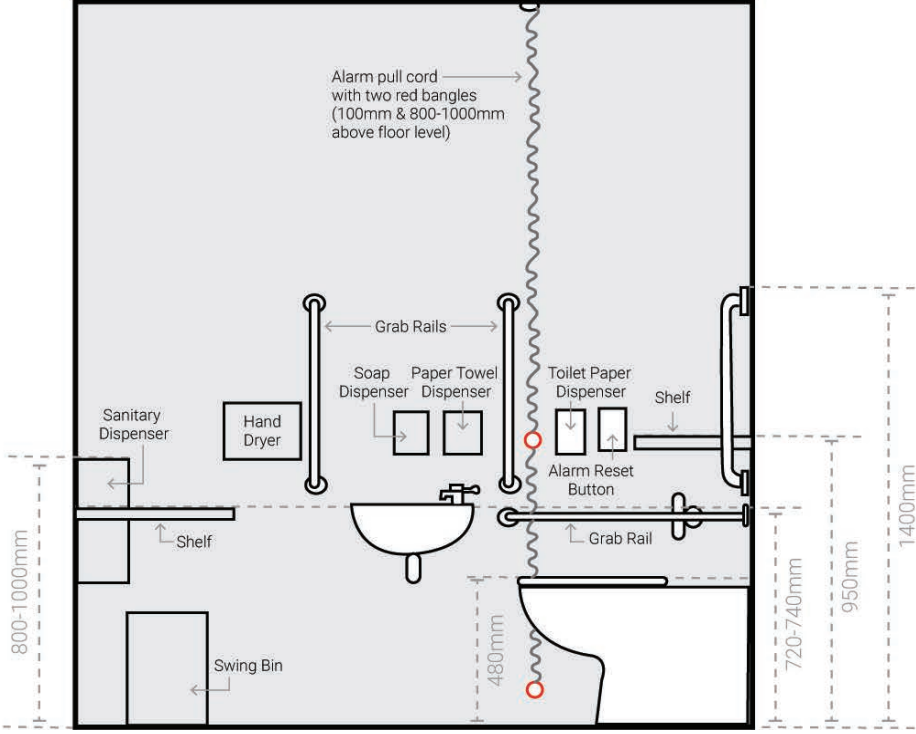 Alarm pull cord
with two red bangles
(100mm & 800-1000mm
above floor level)
Grab Rails
Soap
Dispenser
Paper Towel
Dispenser
Toilet Paper
Dispenser
Shelf
Sanitary
Dispenser
Hand
Dryer
Alarm Reset
Button
Shelf
Grab Rail
Swing Bin
800-1000mm
480mm
720-740mm
950mm
1400mm